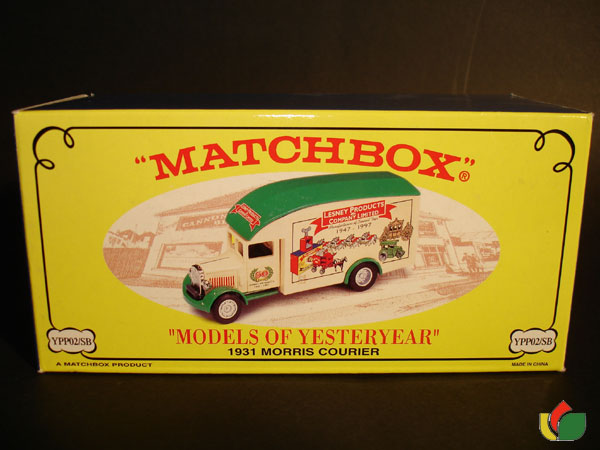 "MATCHBOX"®
LESNEY PRODUCTS
AND
COMPANY LIMITED
1947 - 1997
"MODELS OF YESTERYEAR"
1931 MORRIS COURIER
YPP02/SB
YPP02/SB
A MATCHBOX PRODUCT
MADE IN CHINA